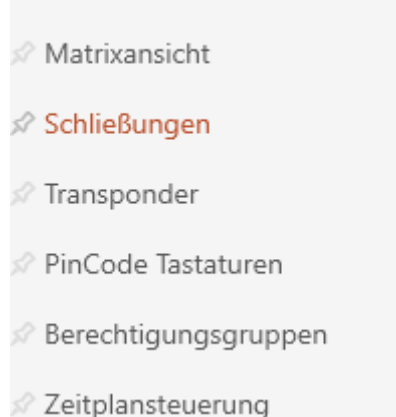 Matrixansicht
Schließungen
Transponder
PinCode Tastaturen
Berechtigungsgruppen
Zeitplansteuerung